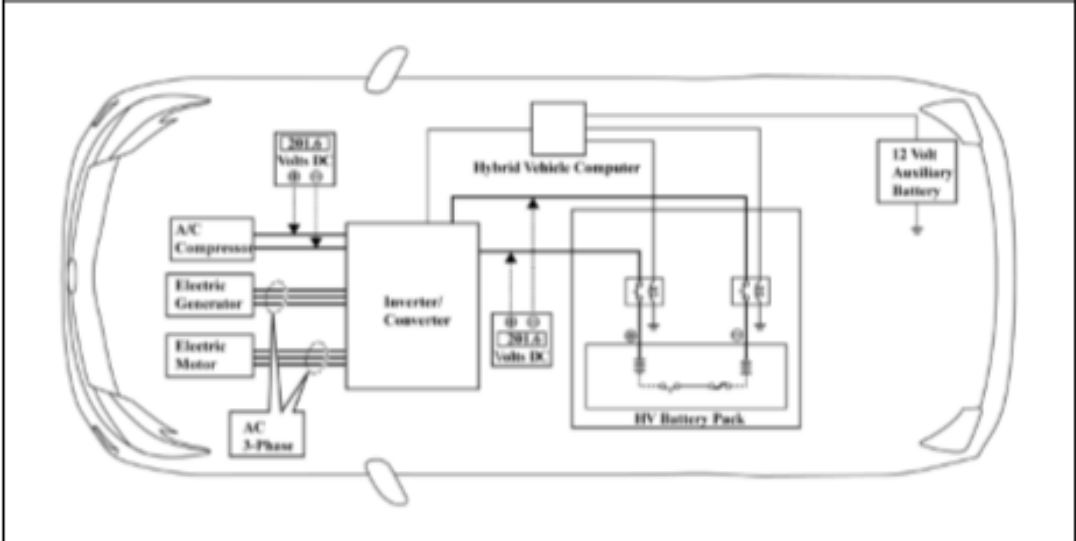 201.6
Volts DC
⊕ ⊖
Hybrid Vehicle Computer
12 Volt
Auxiliary
Battery
A/C
Compressor
Electric
Generator
Inverter/
Converter
Electric
Motor
⊕ ⊖
201.6
Volts DC
⊕ ⊖
HV Battery Pack
AC
3-Phase